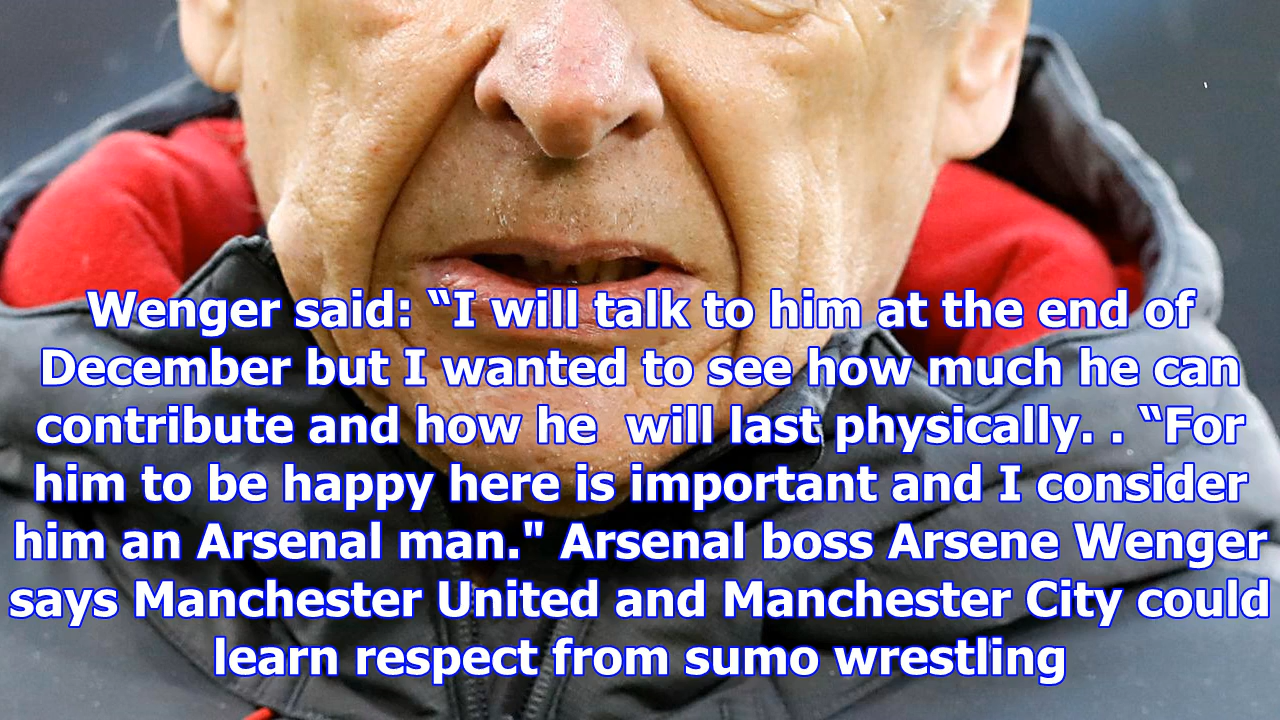 Wenger said: “I will talk to him at the end of
December but I wanted to see how much he can
contribute and how he  will last physically. . “For
him to be happy here is important and I consider
him an Arsenal man." Arsenal boss Arsene Wenger
says Manchester United and Manchester City could
learn respect from sumo wrestling